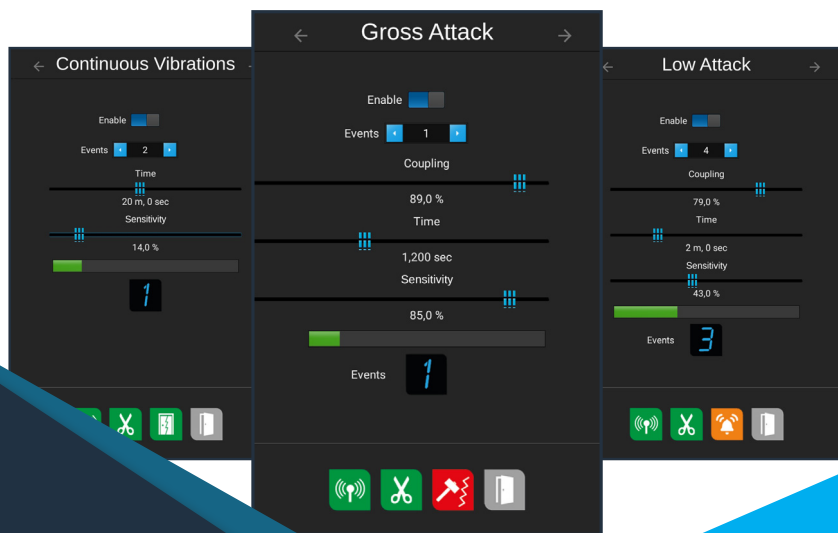 Continuous Vibrations
Enable
Events 2
Time
20 m, 0 sec
Sensitivity
14,0 %
1
Gross Attack
Enable
Events 1
Coupling
89,0 %
Time
1,200 sec
Sensitivity
85,0 %
Events 1
Low Attack
Enable
Events 4
Coupling
79,0 %
Time
2 m, 0 sec
Sensitivity
43,0 %
Events 3